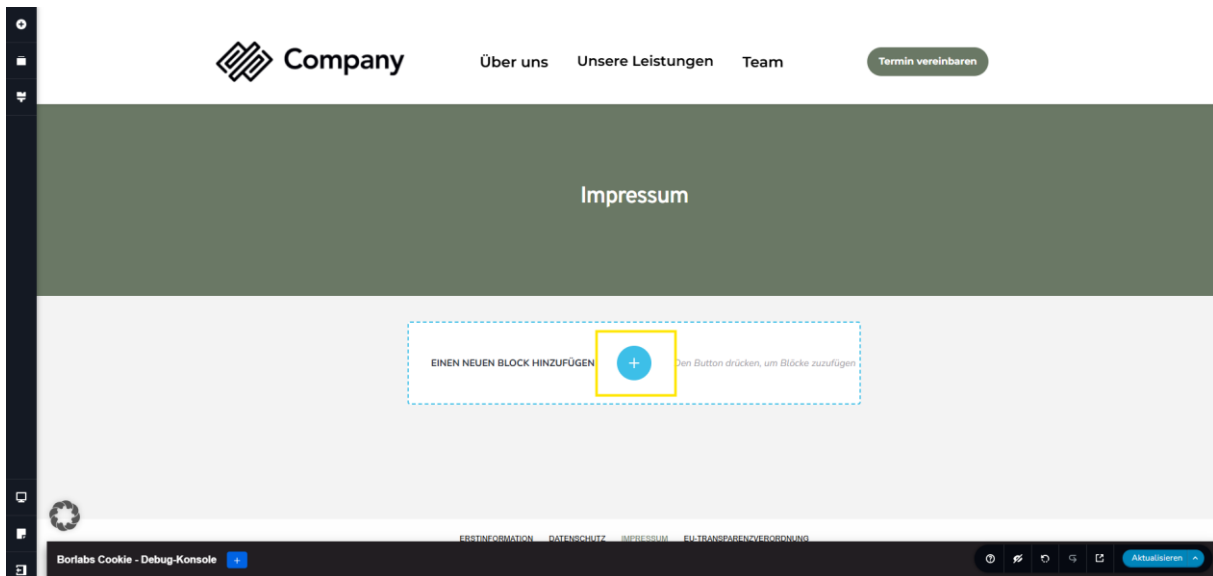 Company
Über uns Unsere Leistungen Team
Termin vereinbaren
Impressum
EINEN NEUEN BLOCK HINZUFÜGEN
Den Button drücken, um Blöcke zuzufügen
ERSTINFORMATION DATENSCHUTZ IMPRESSUM EU-TRANSPARENZVERORDNUNG
Borlabs Cookie - Debug-Konsole
Aktualisieren